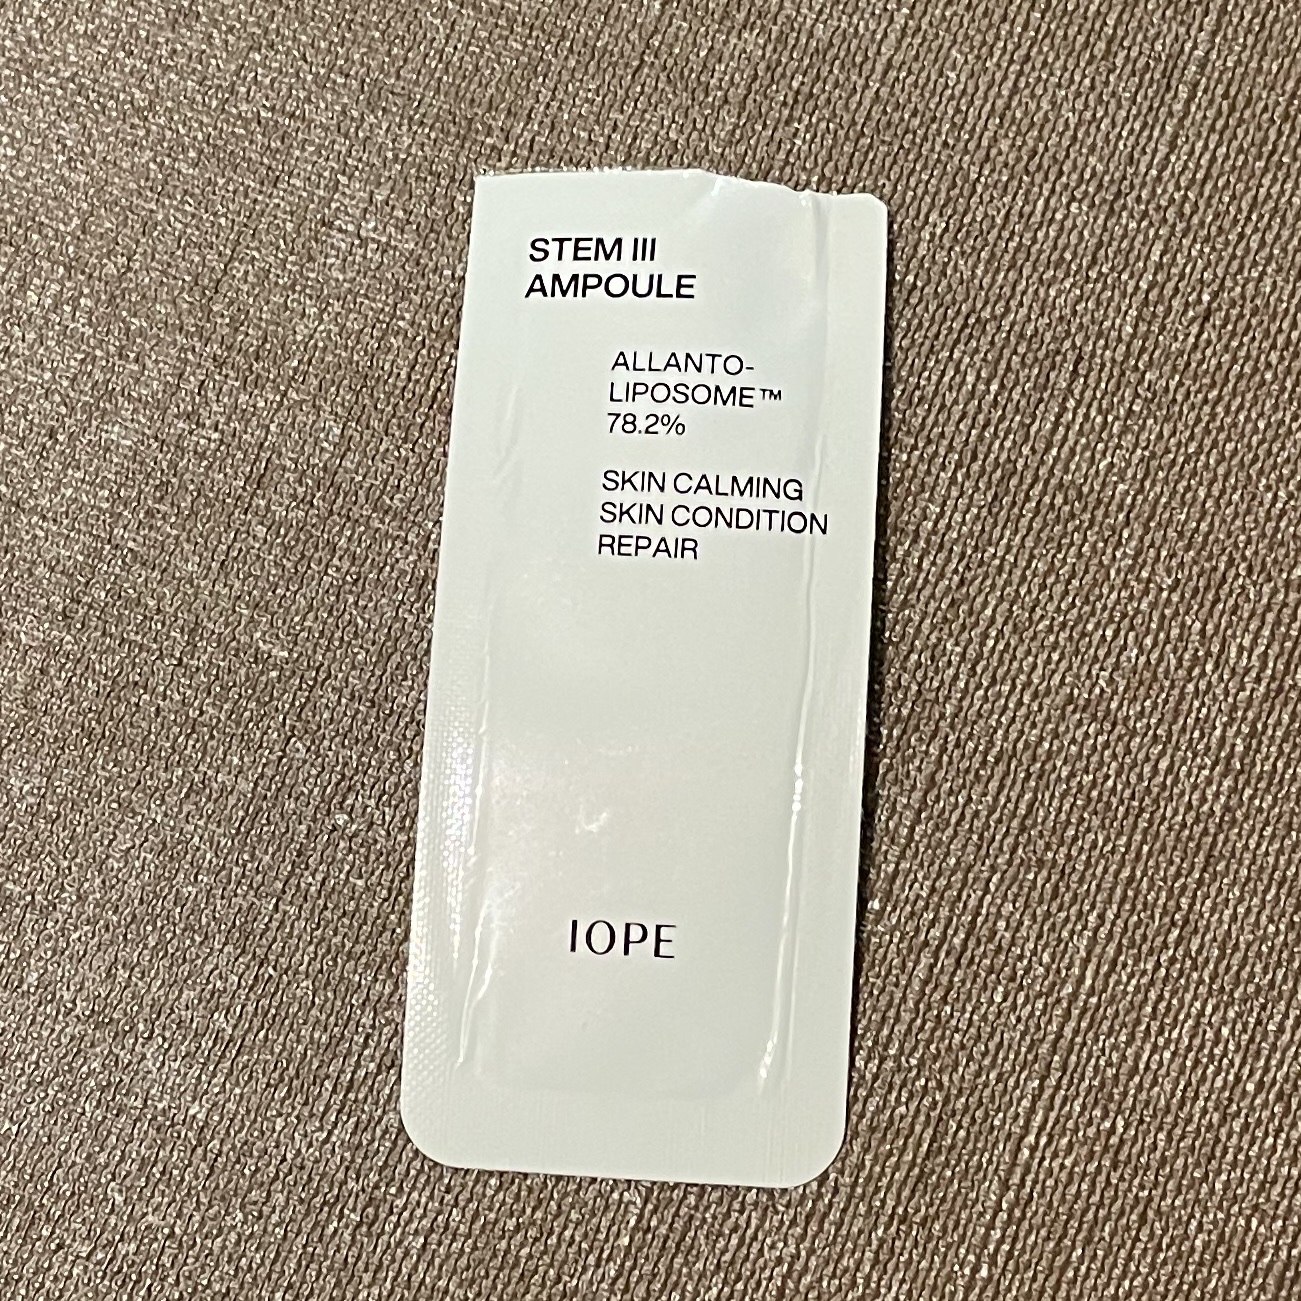 STEM III
AMPOULE
ALLANTO-
LIPOSOME™
78.2%
SKIN CALMING
SKIN CONDITION
REPAIR
IOPE